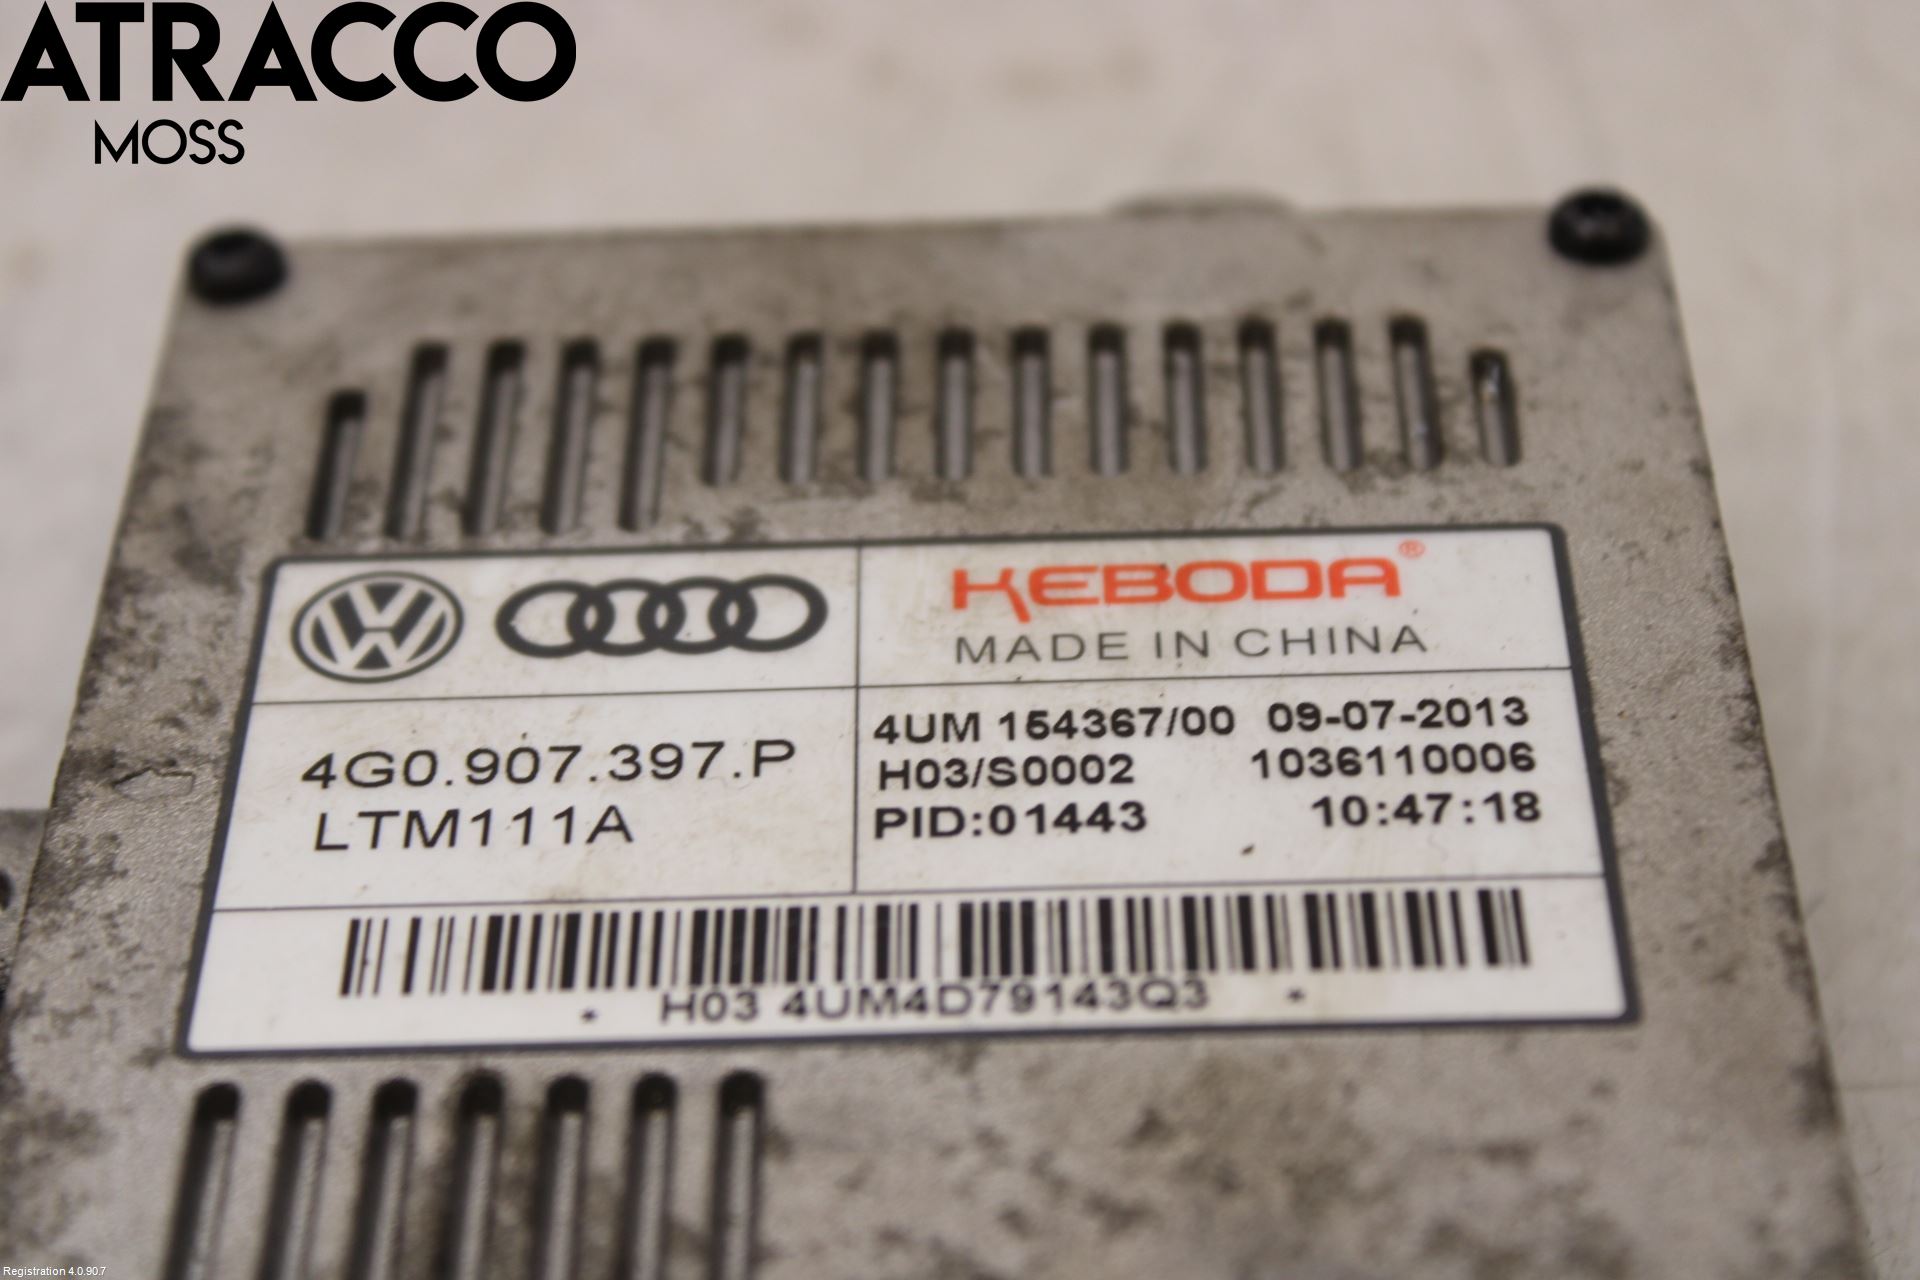 ATRACCO
MOSS
KEBODA®
MADE IN CHINA
4G0.907.397.P
LTM111A
4UM 154367/00 09-07-2013
H03/S0002 1036110006
PID:01443 10:47:18
* H03 4UM4D79143Q3 *
Registration 4.0.90.7